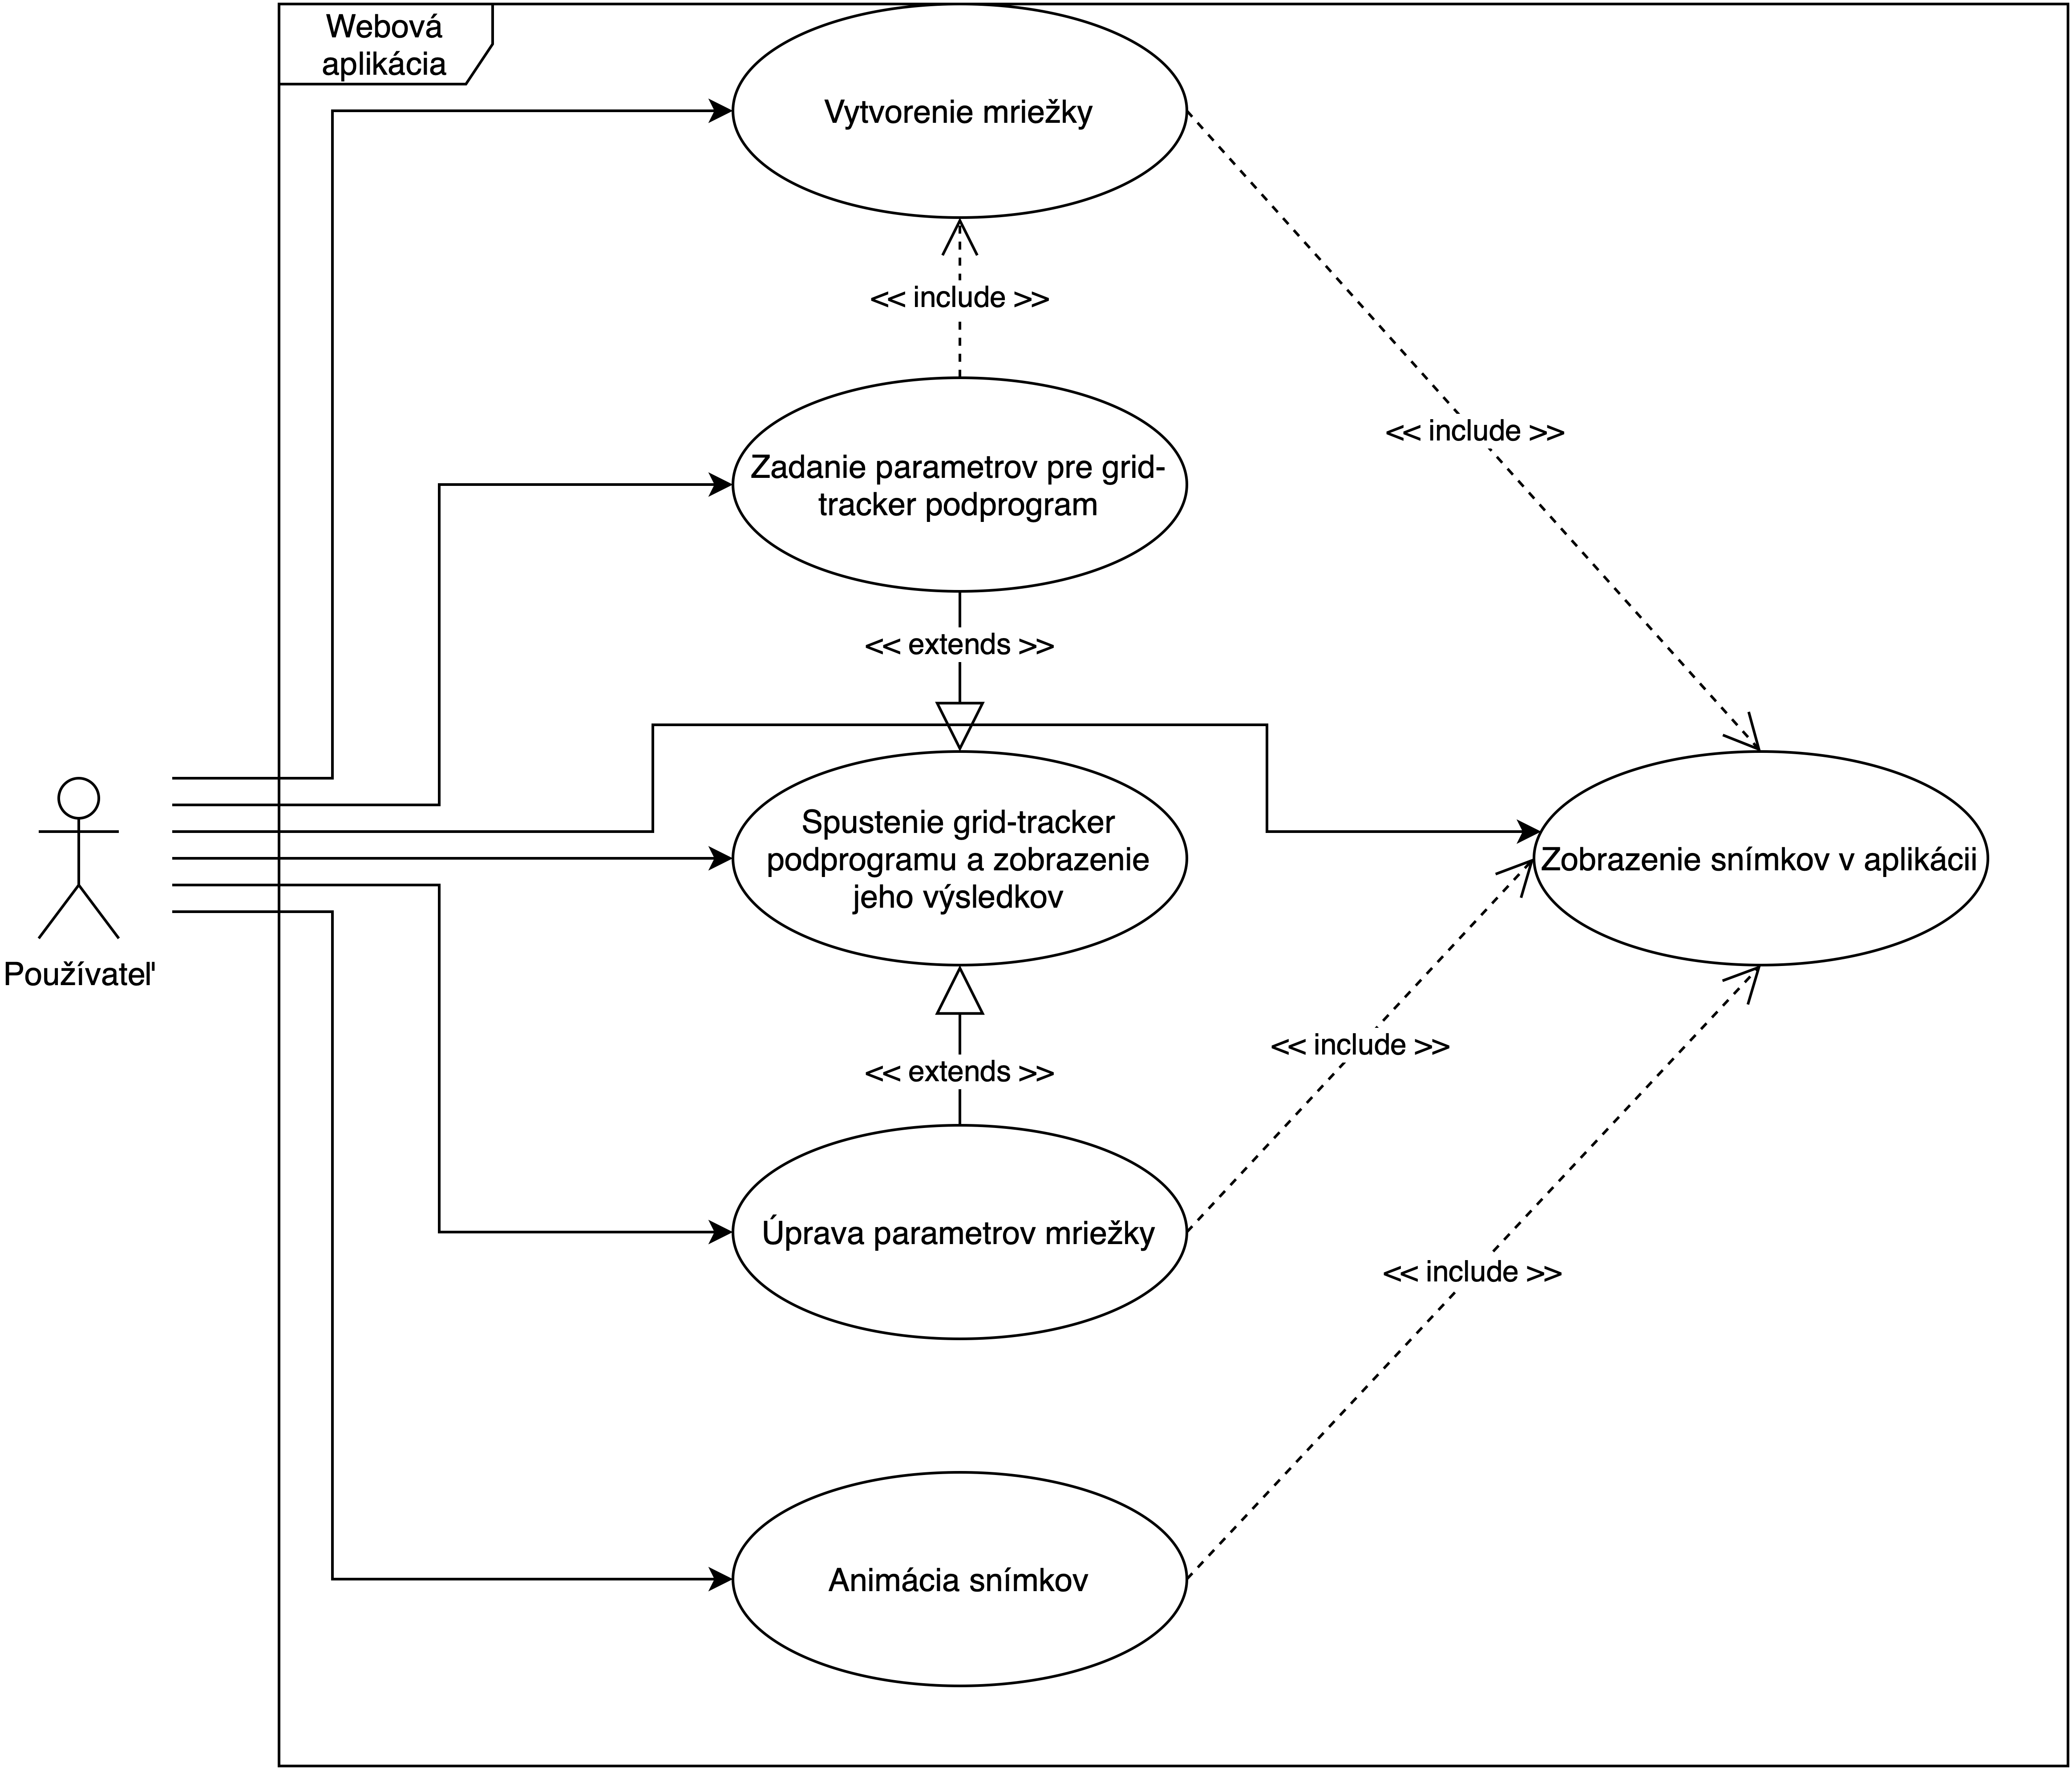 Webová
aplikácia
Vytvorenie mriežky
<< include >>
<< include >>
Zadanie parametrov pre grid-
tracker podprogram
<< extends >>
Spustenie grid-tracker
podprogramu a zobrazenie
jeho výsledkov
Zobrazenie snímkov v aplikácii
Používateľ
<< include >>
<< extends >>
Úprava parametrov mriežky
<< include >>
Animácia snímkov